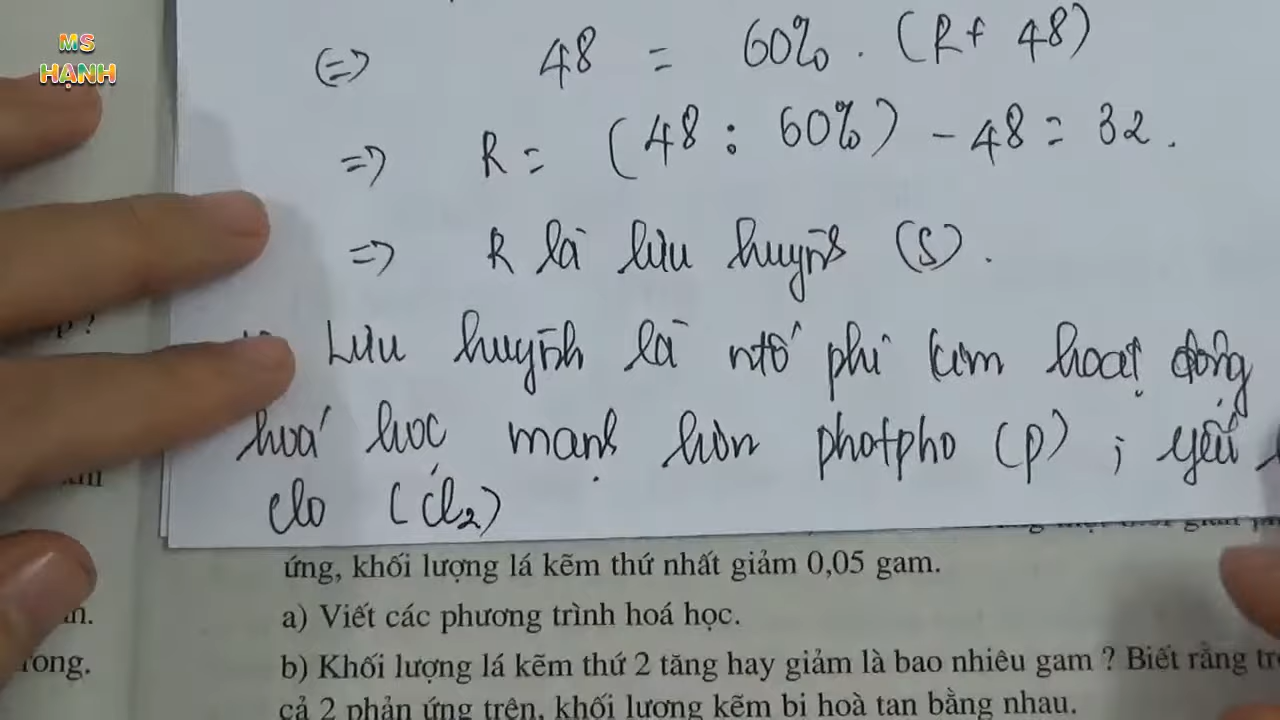 MS
HẠNH
(=> 48 = 60% . (R + 48)
=> R = (48 : 60%) - 48 = 32 .
=> R là lưu huỳnh (S) .
Lưu huỳnh là ntố phi kim hoạt động
hoá học mạnh hơn photpho (P) ; yếu
clo (Cl2)
ứng, khối lượng lá kẽm thứ nhất giảm 0,05 gam.
a) Viết các phương trình hoá học.
b) Khối lượng lá kẽm thứ 2 tăng hay giảm là bao nhiêu gam ? Biết rằng
cả 2 phản ứng trên, khối lượng kẽm bị hoà tan bằng nhau.